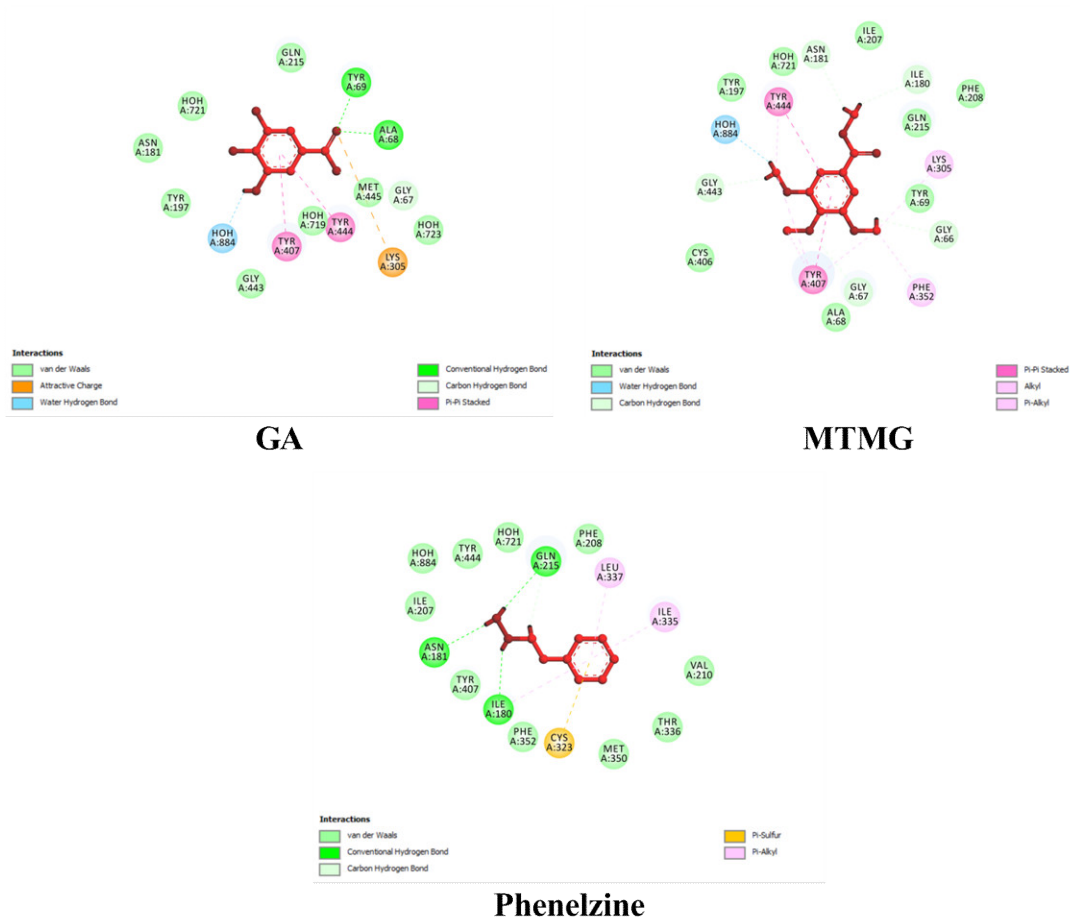 GLN
A:215
TYR
A:69
HOH
A:721
ALA
A:68
ASN
A:181
MET
A:445
GLY
A:67
TYR
A:197
HOH
A:719
TYR
A:444
HOH
A:723
HOH
A:884
TYR
A:407
LYS
A:305
GLY
A:443
Interactions
van der Waals
Attractive Charge
Water Hydrogen Bond
Conventional Hydrogen Bond
Carbon Hydrogen Bond
Pi-Pi Stacked
GA
ILE
A:207
ASN
A:181
HOH
A:721
ILE
A:180
TYR
A:197
TYR
A:444
PHE
A:208
HOH
A:884
GLN
A:215
LYS
A:305
GLY
A:443
TYR
A:69
GLY
A:66
CYS
A:406
TYR
A:407
GLY
A:67
PHE
A:352
ALA
A:68
Interactions
van der Waals
Water Hydrogen Bond
Carbon Hydrogen Bond
Pi-Pi Stacked
Alkyl
Pi-Alkyl
MTMG
HOH
A:721
PHE
A:208
HOH
A:884
TYR
A:444
GLN
A:215
LEU
A:337
ILE
A:207
ILE
A:335
ASN
A:181
VAL
A:210
TYR
A:407
ILE
A:180
THR
A:336
PHE
A:352
CYS
A:323
MET
A:350
Interactions
van der Waals
Conventional Hydrogen Bond
Carbon Hydrogen Bond
Pi-Sulfur
Pi-Alkyl
Phenelzine